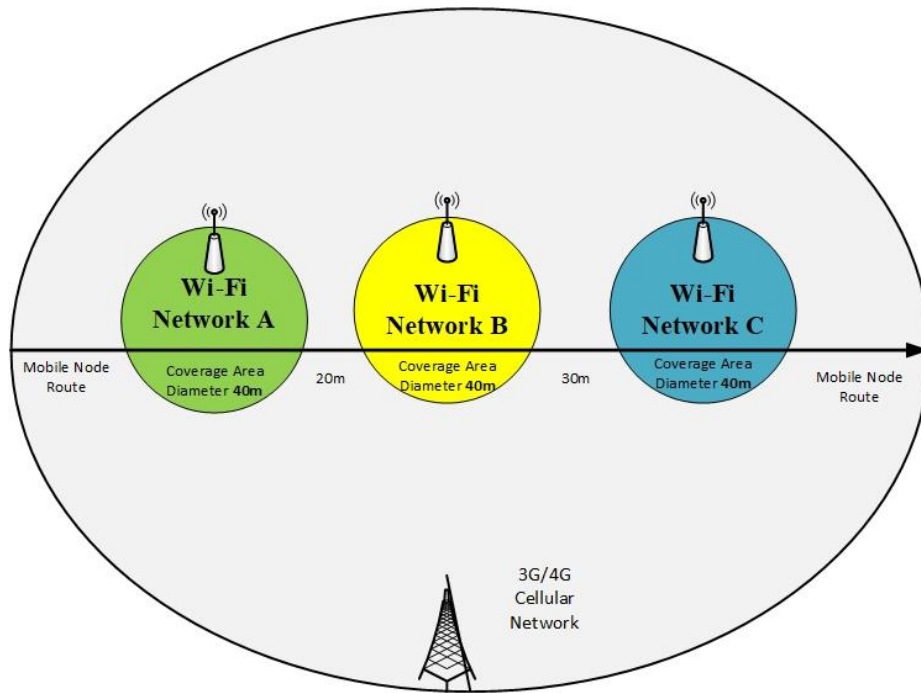 Wi-Fi
Network A
Wi-Fi
Network B
Wi-Fi
Network C
Mobile Node
Route
Coverage Area
Diameter 40m
20m
Coverage Area
Diameter 40m
30m
Coverage Area
Diameter 40m
Mobile Node
Route
3G/4G
Cellular
Network